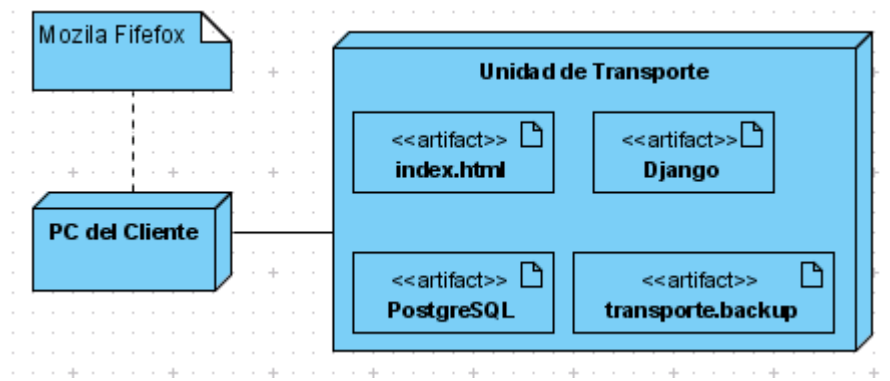 Mozila Fifefox
Unidad de Transporte
<<artifact>>
index.html
<<artifact>>
Django
PC del Cliente
<<artifact>>
PostgreSQL
<<artifact>>
transporte.backup